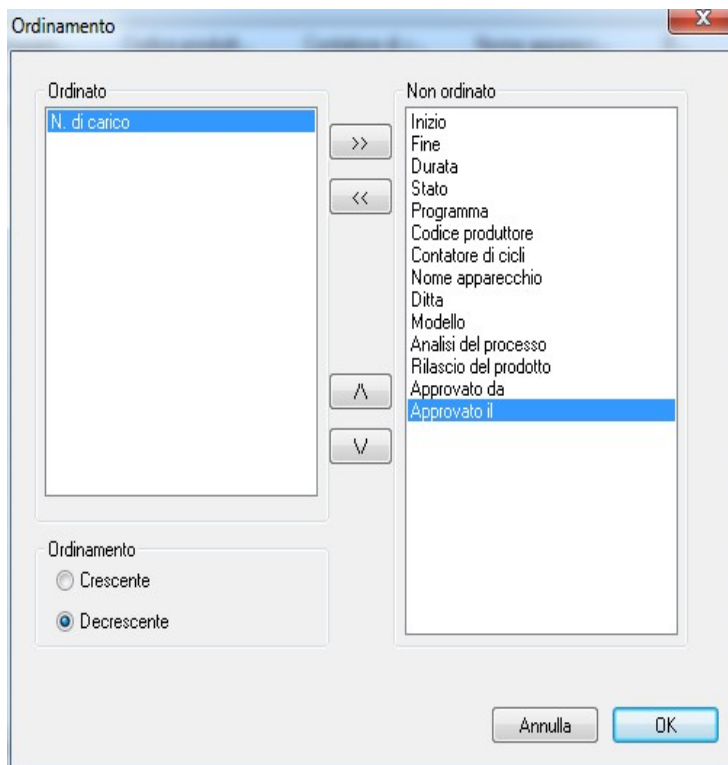 Ordinamento
Ordinato
N. di carico
>>
<<
/\
\/
Non ordinato
Inizio
Fine
Durata
Stato
Programma
Codice produttore
Contatore di cicli
Nome apparecchio
Ditta
Modello
Analisi del processo
Rilascio del prodotto
Approvato da
Approvato il
Ordinamento
Crescente
Decrescente
Annulla
OK